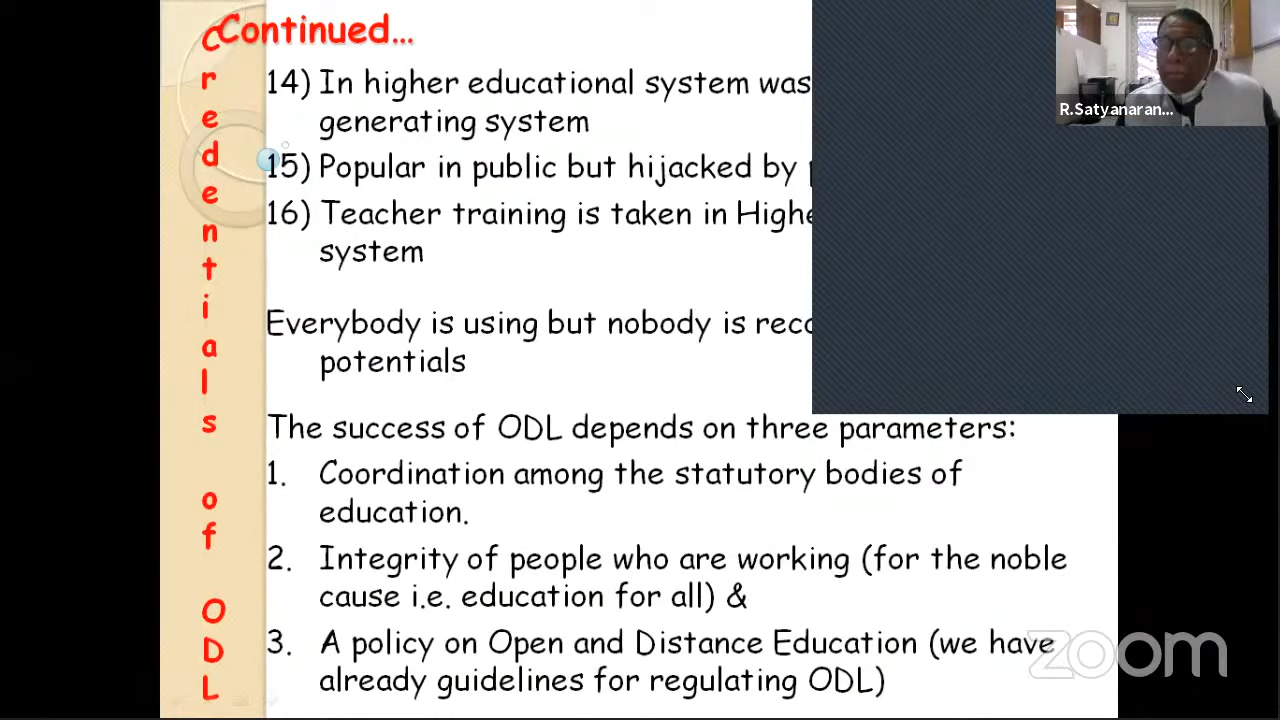 Credentials of ODL
Continued...
14) In higher educational system was
generating system
15) Popular in public but hijacked by
16) Teacher training is taken in
system
Everybody is using but nobody is
potentials
The success of ODL depends on three parameters:
1. Coordination among the statutory bodies of
education.
2. Integrity of people who are working (for the noble
cause i.e. education for all) &
3. A policy on Open and Distance Education (we have
already guidelines for regulating ODL)
R.Satyanaran...
zoom